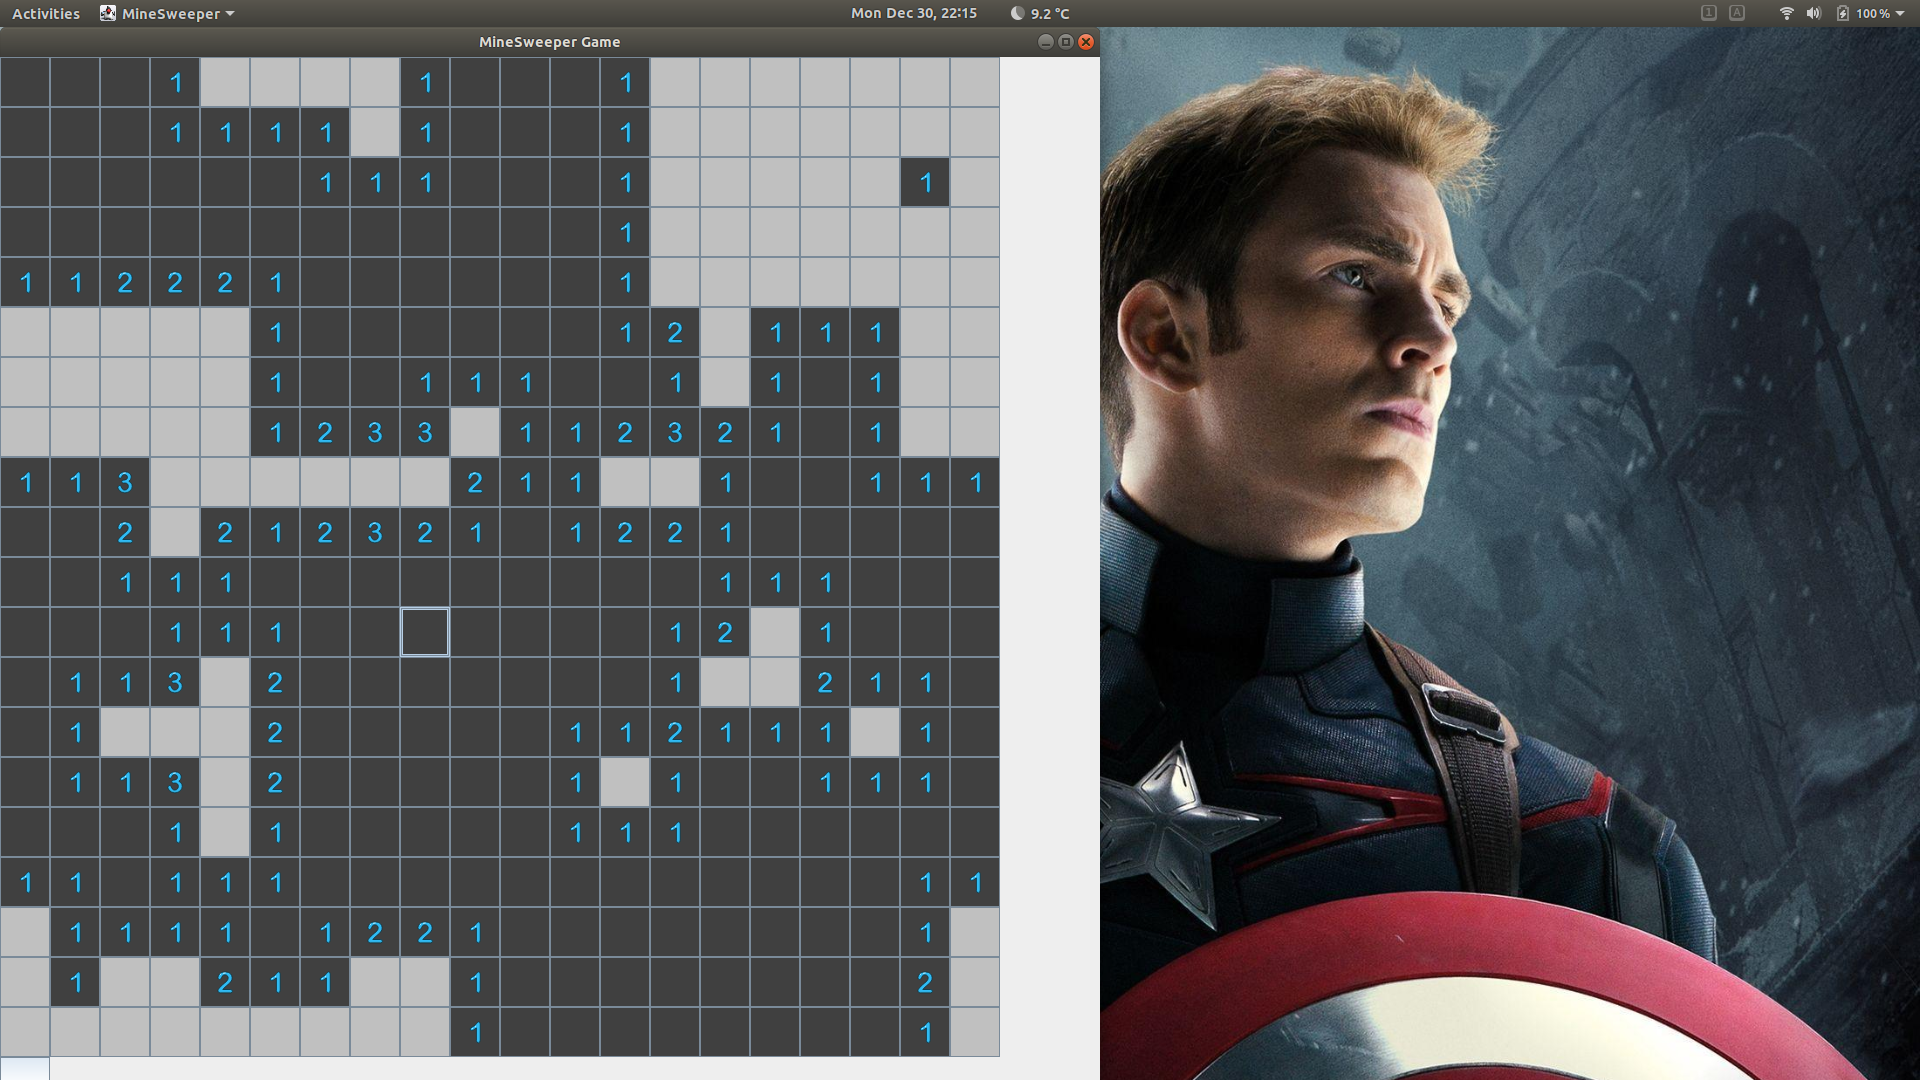 Activities MineSweeper Mon Dec 30, 22:15 9.2 °C 1 A 100 %
MineSweeper Game
1 1 1
1 1 1 1 1 1
1 1 1 1 1
1
1 1 2 2 2 1 1
1 1 2 1 1 1
1 1 1 1 1 1 1
1 2 3 3 1 1 2 3 2 1 1
1 1 3 2 1 1 1 1 1 1
2 2 1 2 3 2 1 1 2 2 1
1 1 1 1 1 1
1 1 1 1 2 1
1 1 3 2 1 2 1 1
1 2 1 1 2 1 1 1 1
1 1 3 2 1 1 1 1 1
1 1 1 1 1
1 1 1 1 1 1 1
1 1 1 1 1 2 2 1 1
1 2 1 1 1 2
1 1